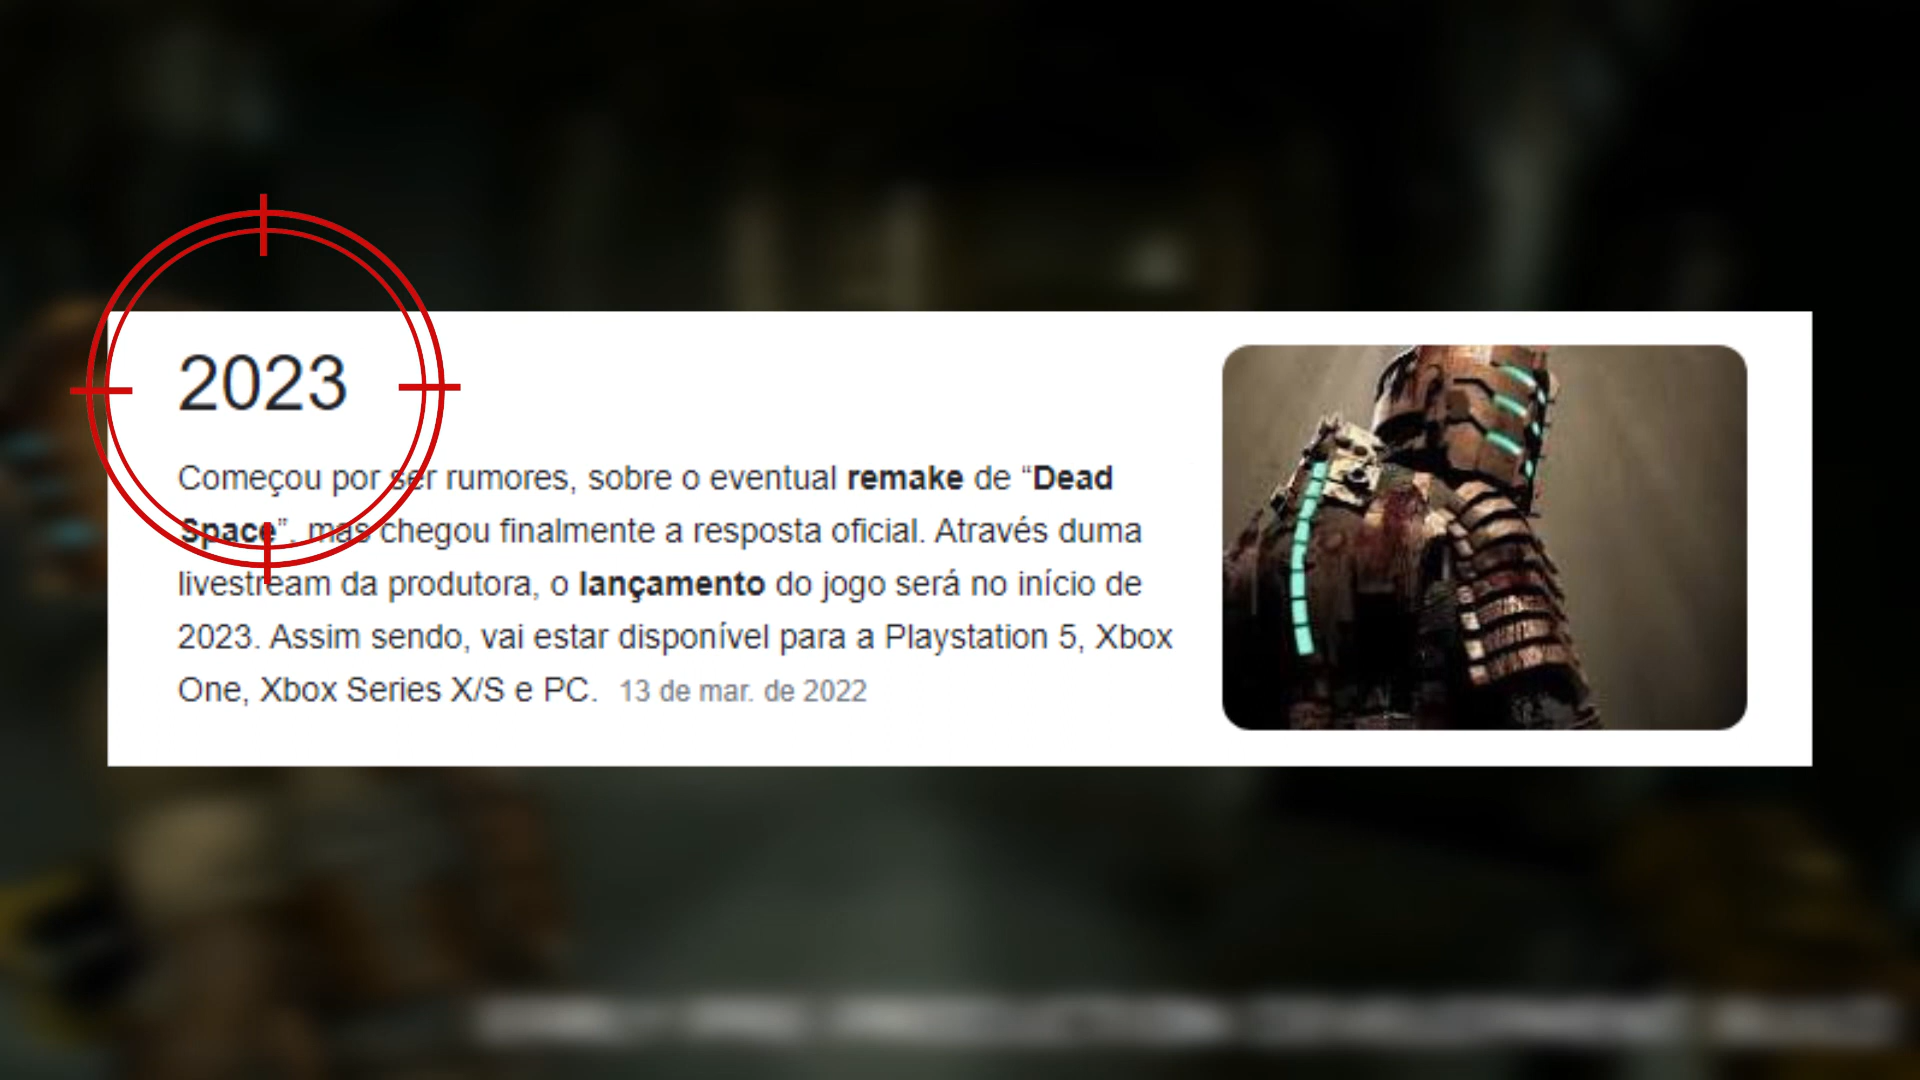 2023
Começou por ser rumores, sobre o eventual remake de “Dead
Space”. mas chegou finalmente a resposta oficial. Através duma
livestream da produtora, o lançamento do jogo será no início de
2023. Assim sendo, vai estar disponível para a Playstation 5, Xbox
One, Xbox Series X/S e PC. 13 de mar. de 2022